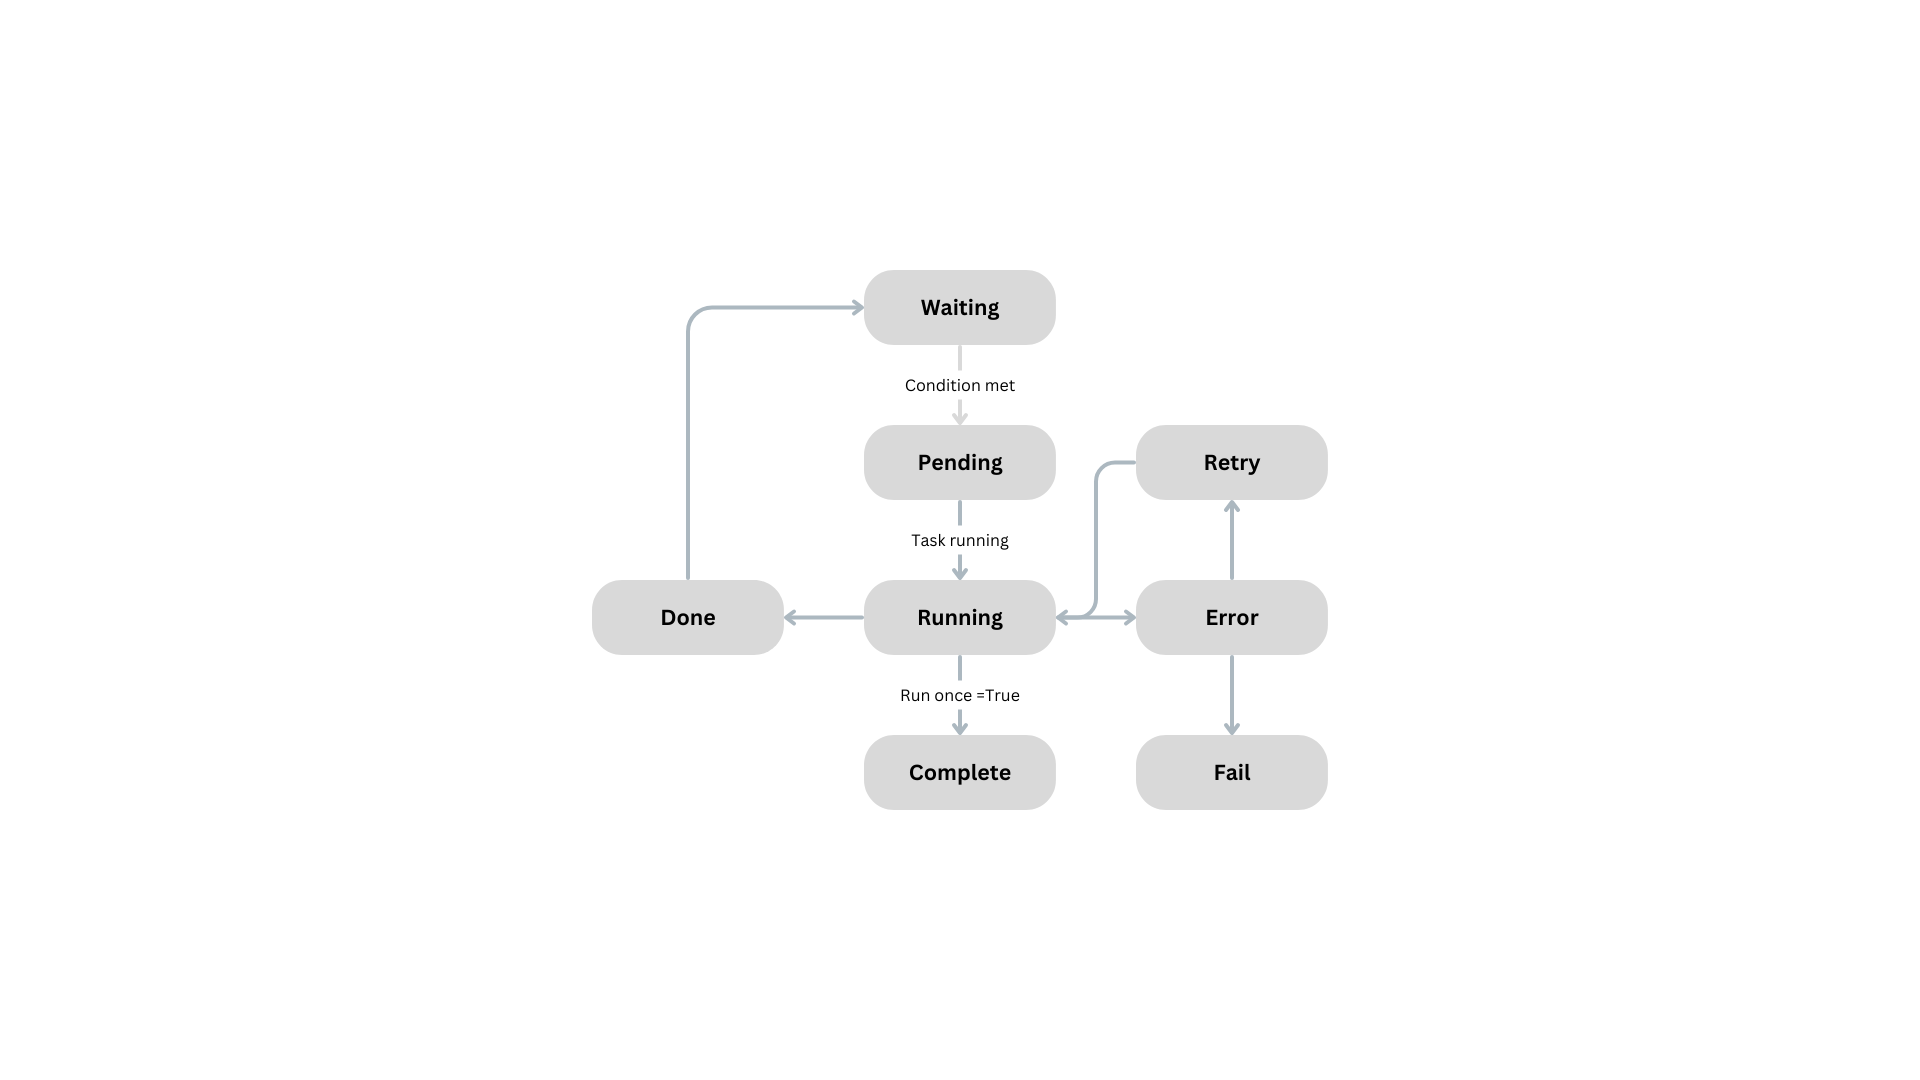 Waiting
Condition met
Pending
Retry
Task running
Done
Running
Error
Run once =True
Complete
Fail